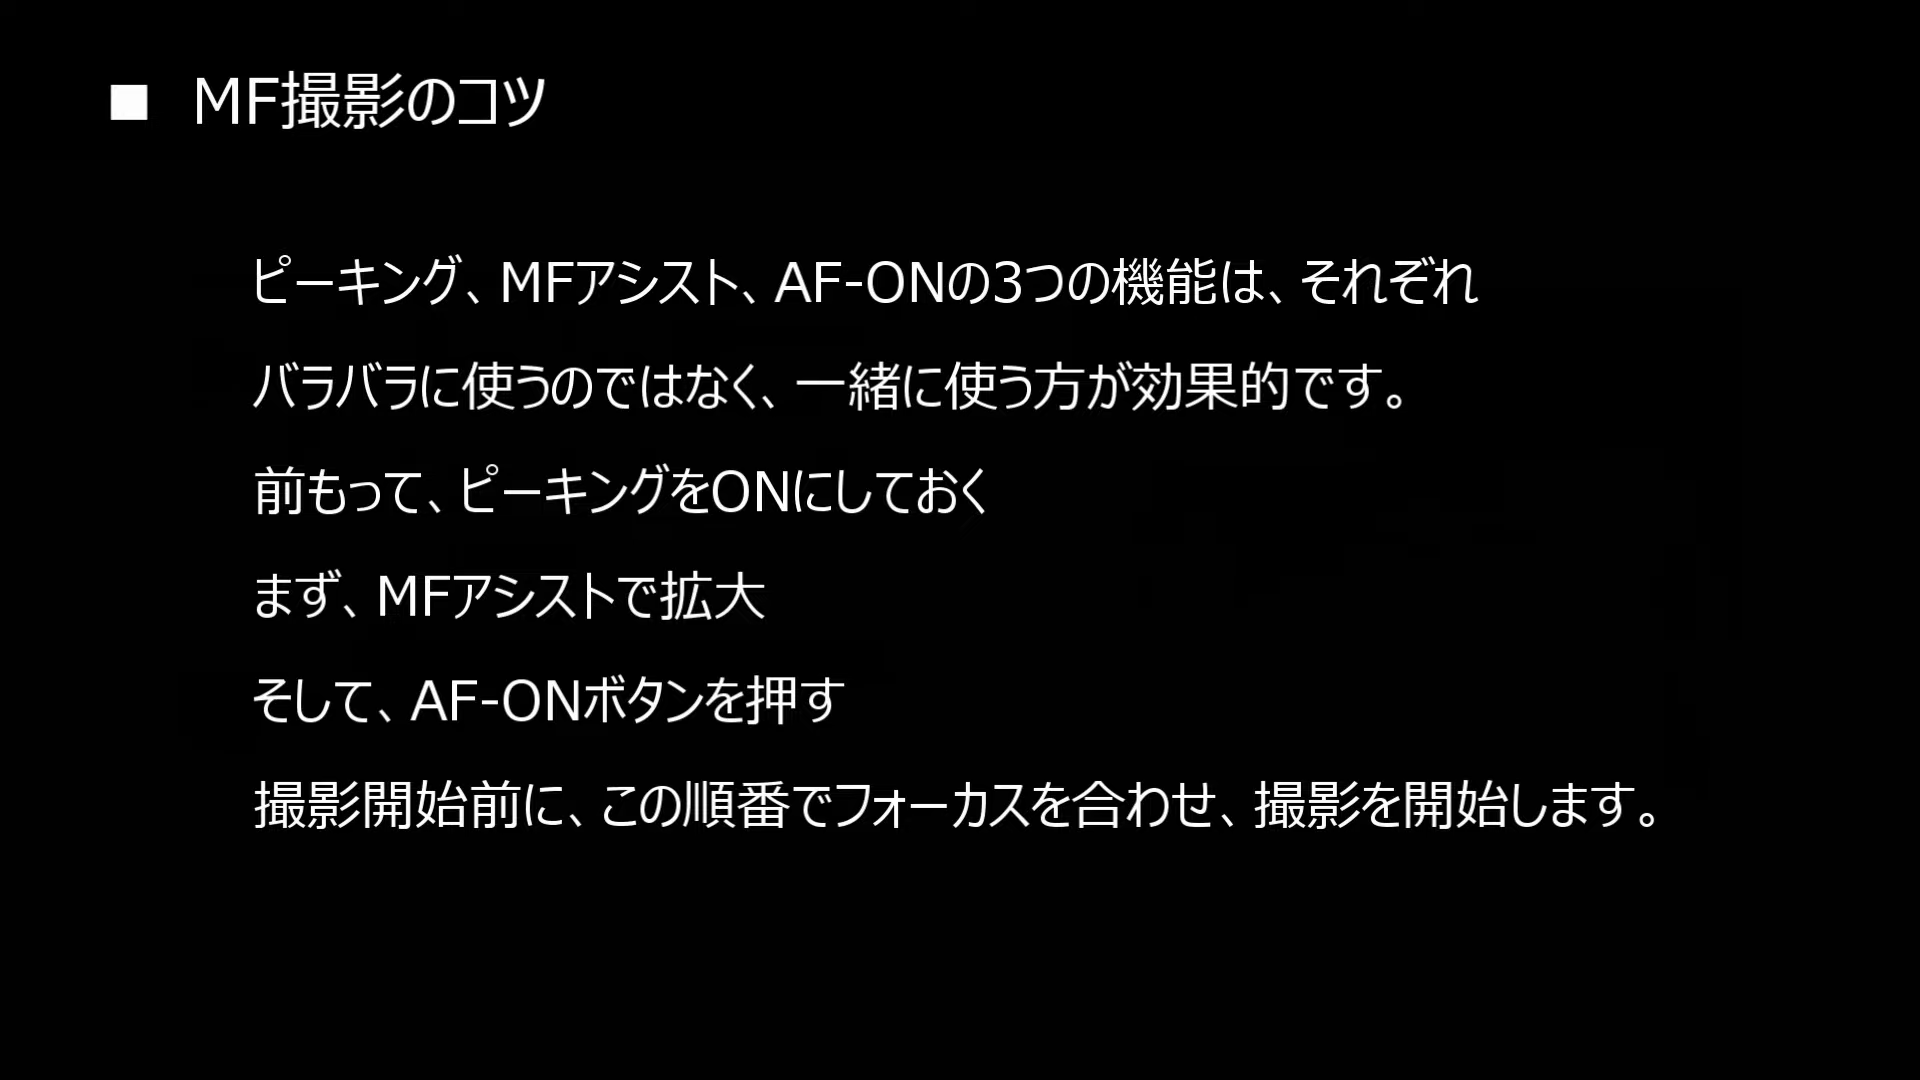 ■ MF撮影のコツ
ピーキング、MFアシスト、AF-ONの3つの機能は、それぞれ
バラバラに使うのではなく、一緒に使う方が効果的です。
前もって、ピーキングをONにしておく
まず、MFアシストで拡大
そして、AF-ONボタンを押す
撮影開始前に、この順番でフォーカスを合わせ、撮影を開始します。